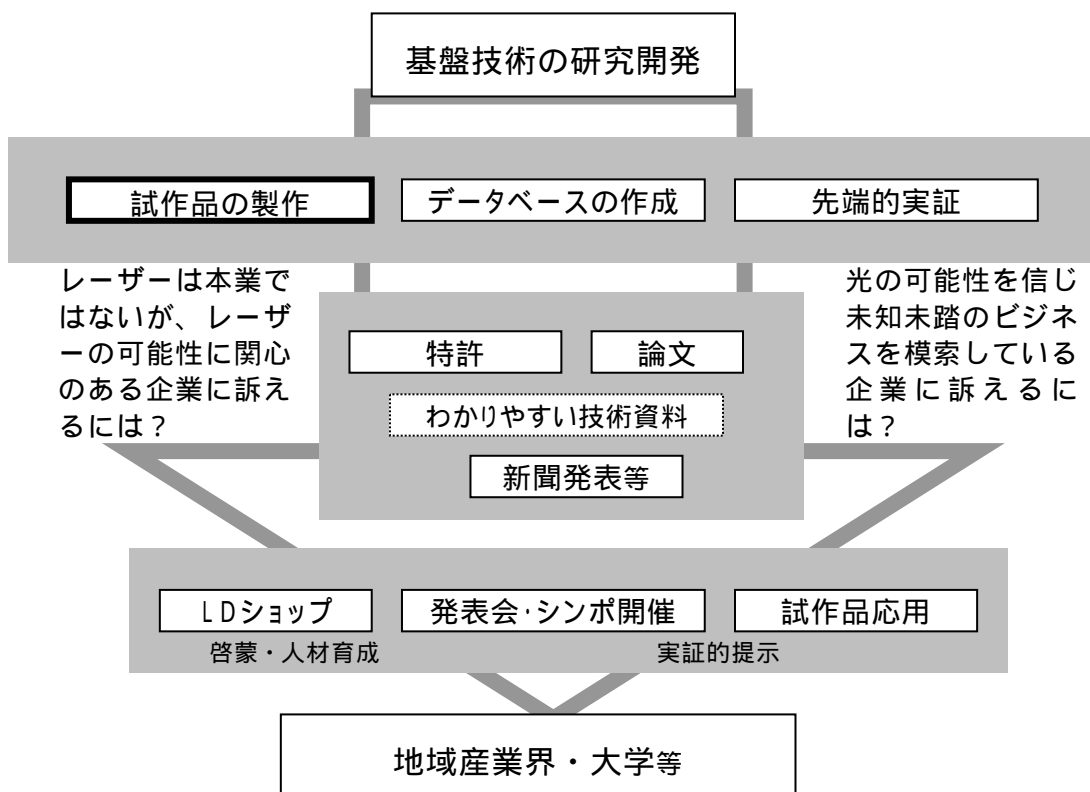 基盤技術の研究開発
試作品の製作
データベースの作成
先端的実証
レーザーは本業で
はないが、レーザ
ーの可能性に関心
のある企業に訴え
るには？
特許
論文
わかりやすい技術資料
新聞発表等
光の可能性を信じ
未知未踏のビジネ
スを模索している
企業に訴えるに
は？
LDショップ
発表会・シンポ開催
試作品応用
啓蒙・人材育成
実証的提示
地域産業界・大学等